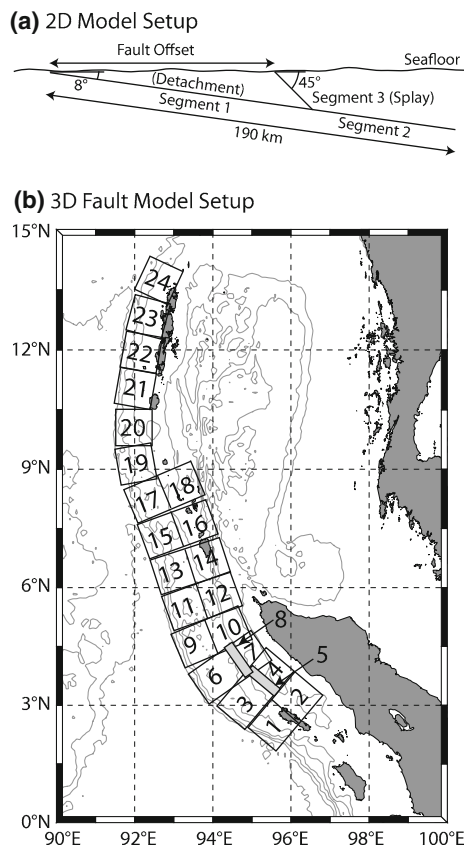 (a) 2D Model Setup
Fault Offset
Seafloor
8°
(Detachment)
45°
Segment 1
Segment 3 (Splay)
Segment 2
190 km
(b) 3D Fault Model Setup
15°N
24
23
12°N
22
21
20
9°N
19
18
17
16
15
14
13
6°N
12
11
10
8
9
7
5
4
6
2
3°N
3
1
0°N
90°E
92°E
94°E
96°E
98°E
100°E